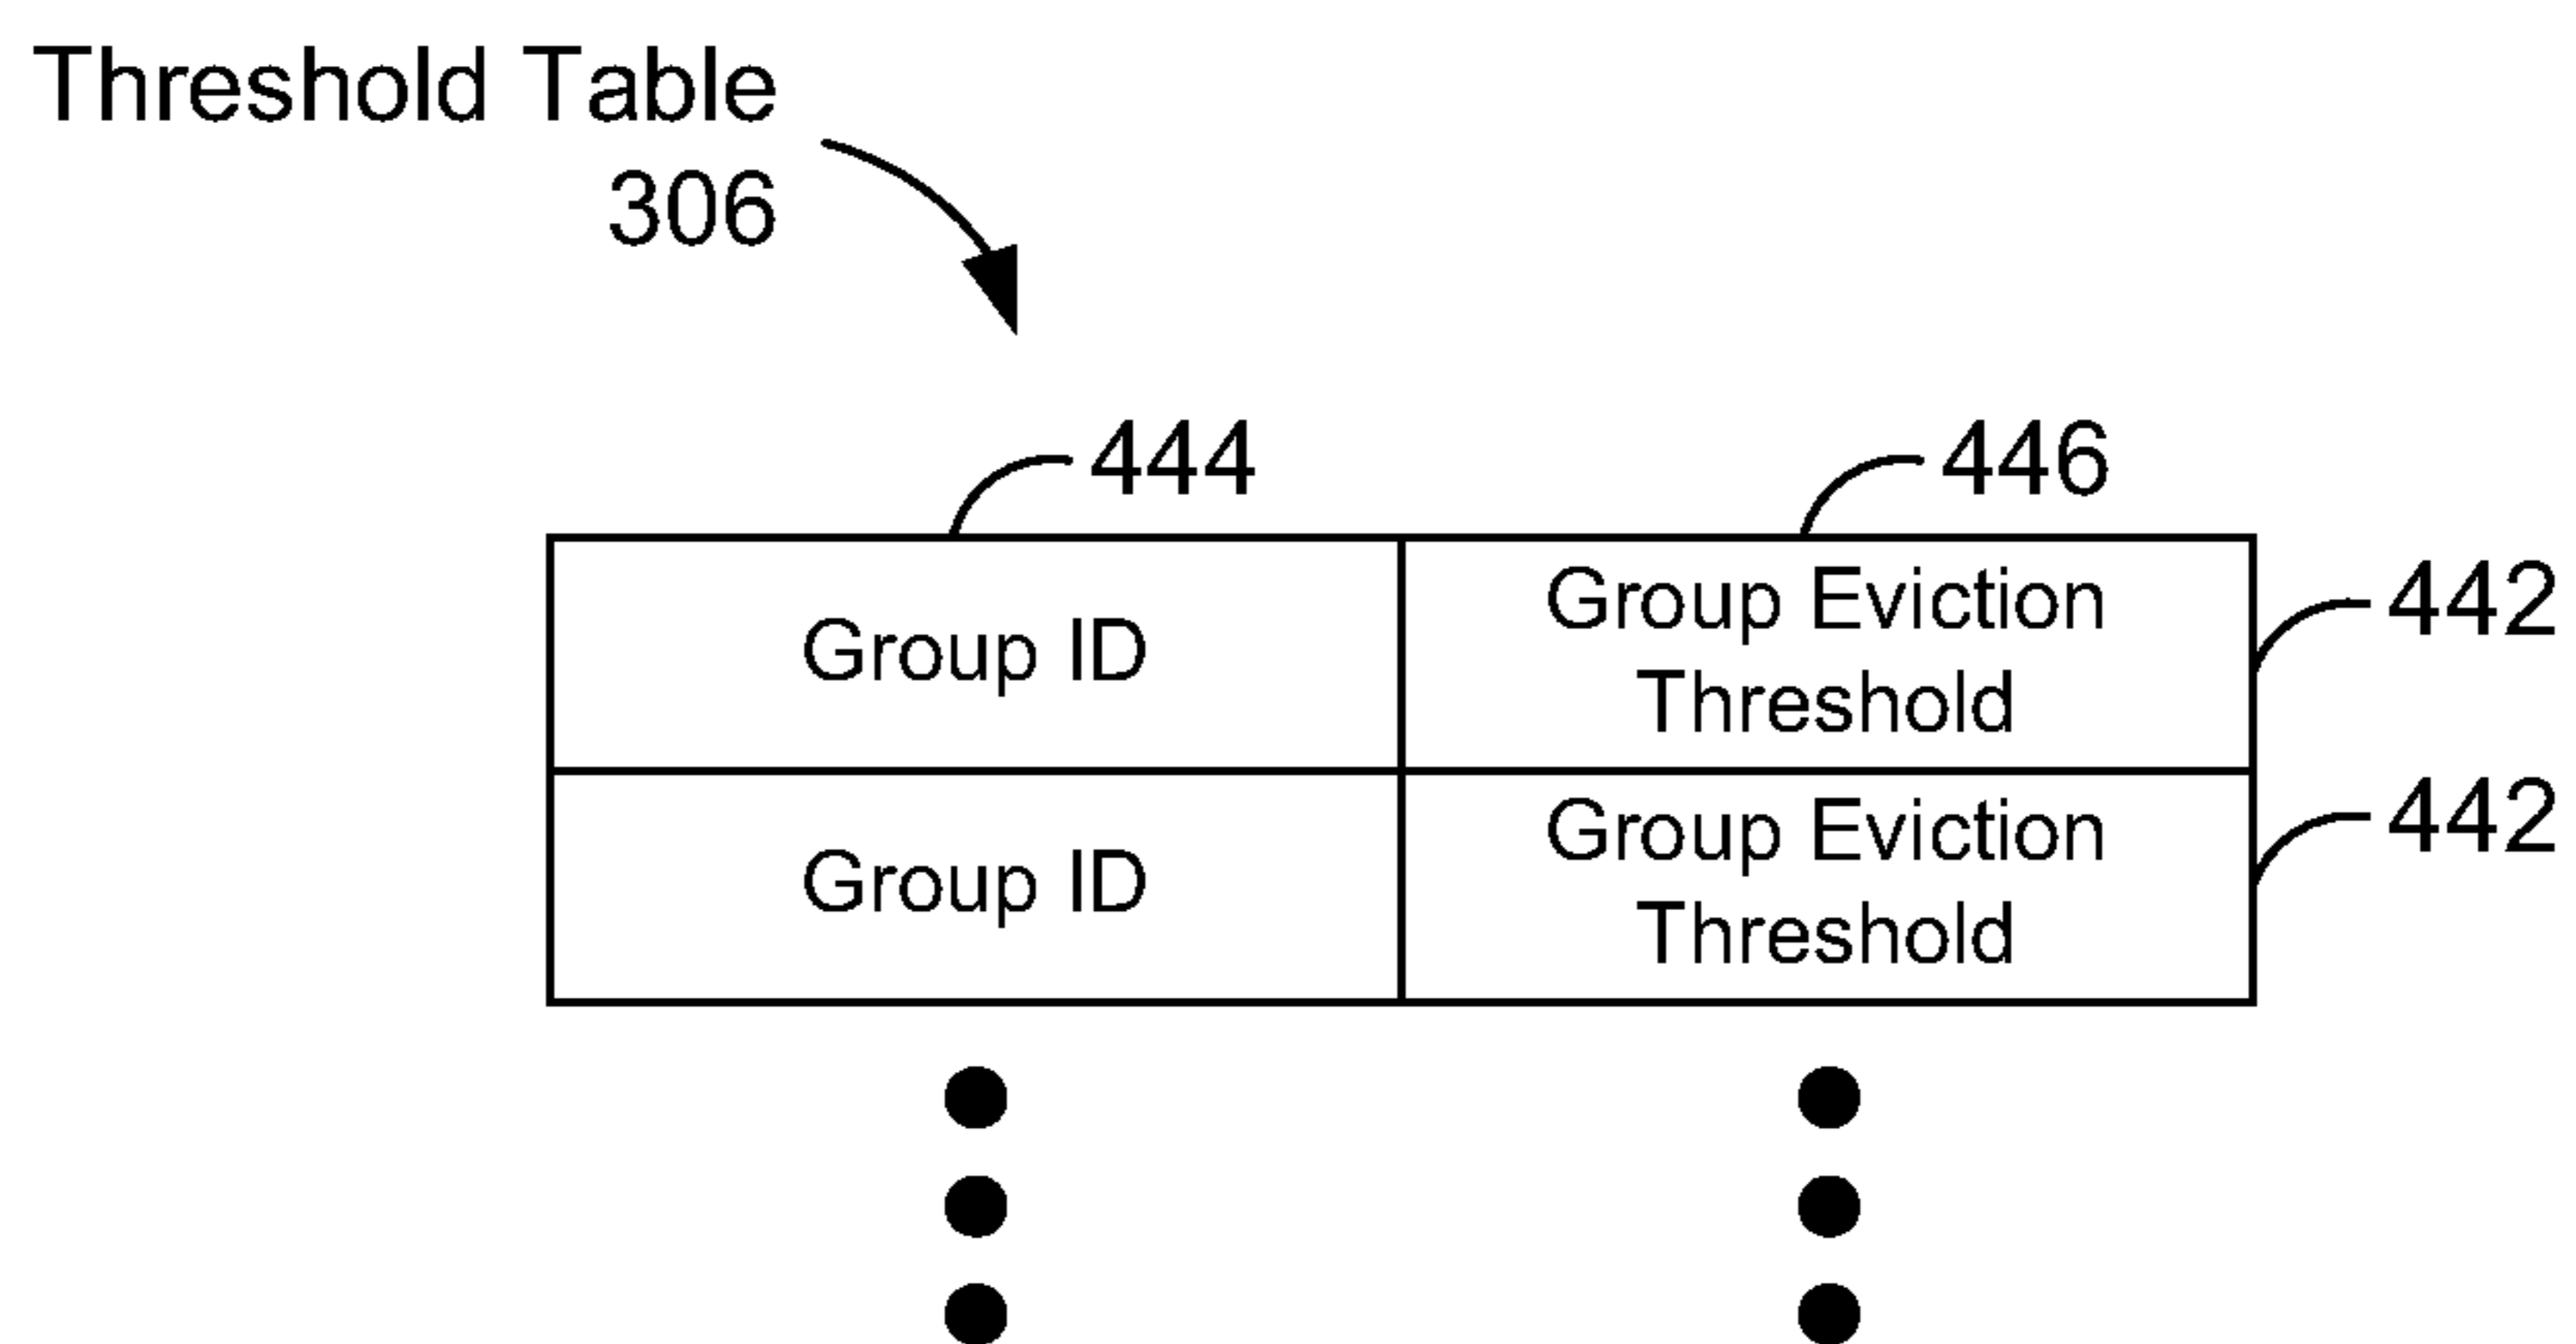 Threshold Table
306
444
446
Group ID
Group Eviction
Threshold
442
Group ID
Group Eviction
Threshold
442